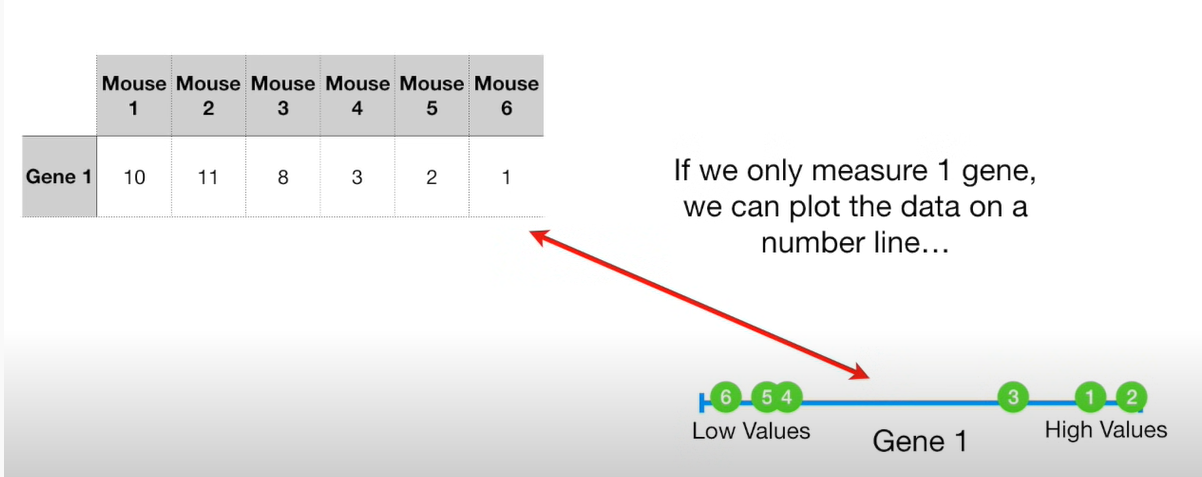 Mouse 1 Mouse 2 Mouse 3 Mouse 4 Mouse 5 Mouse 6
Gene 1 10 11 8 3 2 1
If we only measure 1 gene,
we can plot the data on a
number line…
6 5 4 3 1 2
Low Values Gene 1 High Values